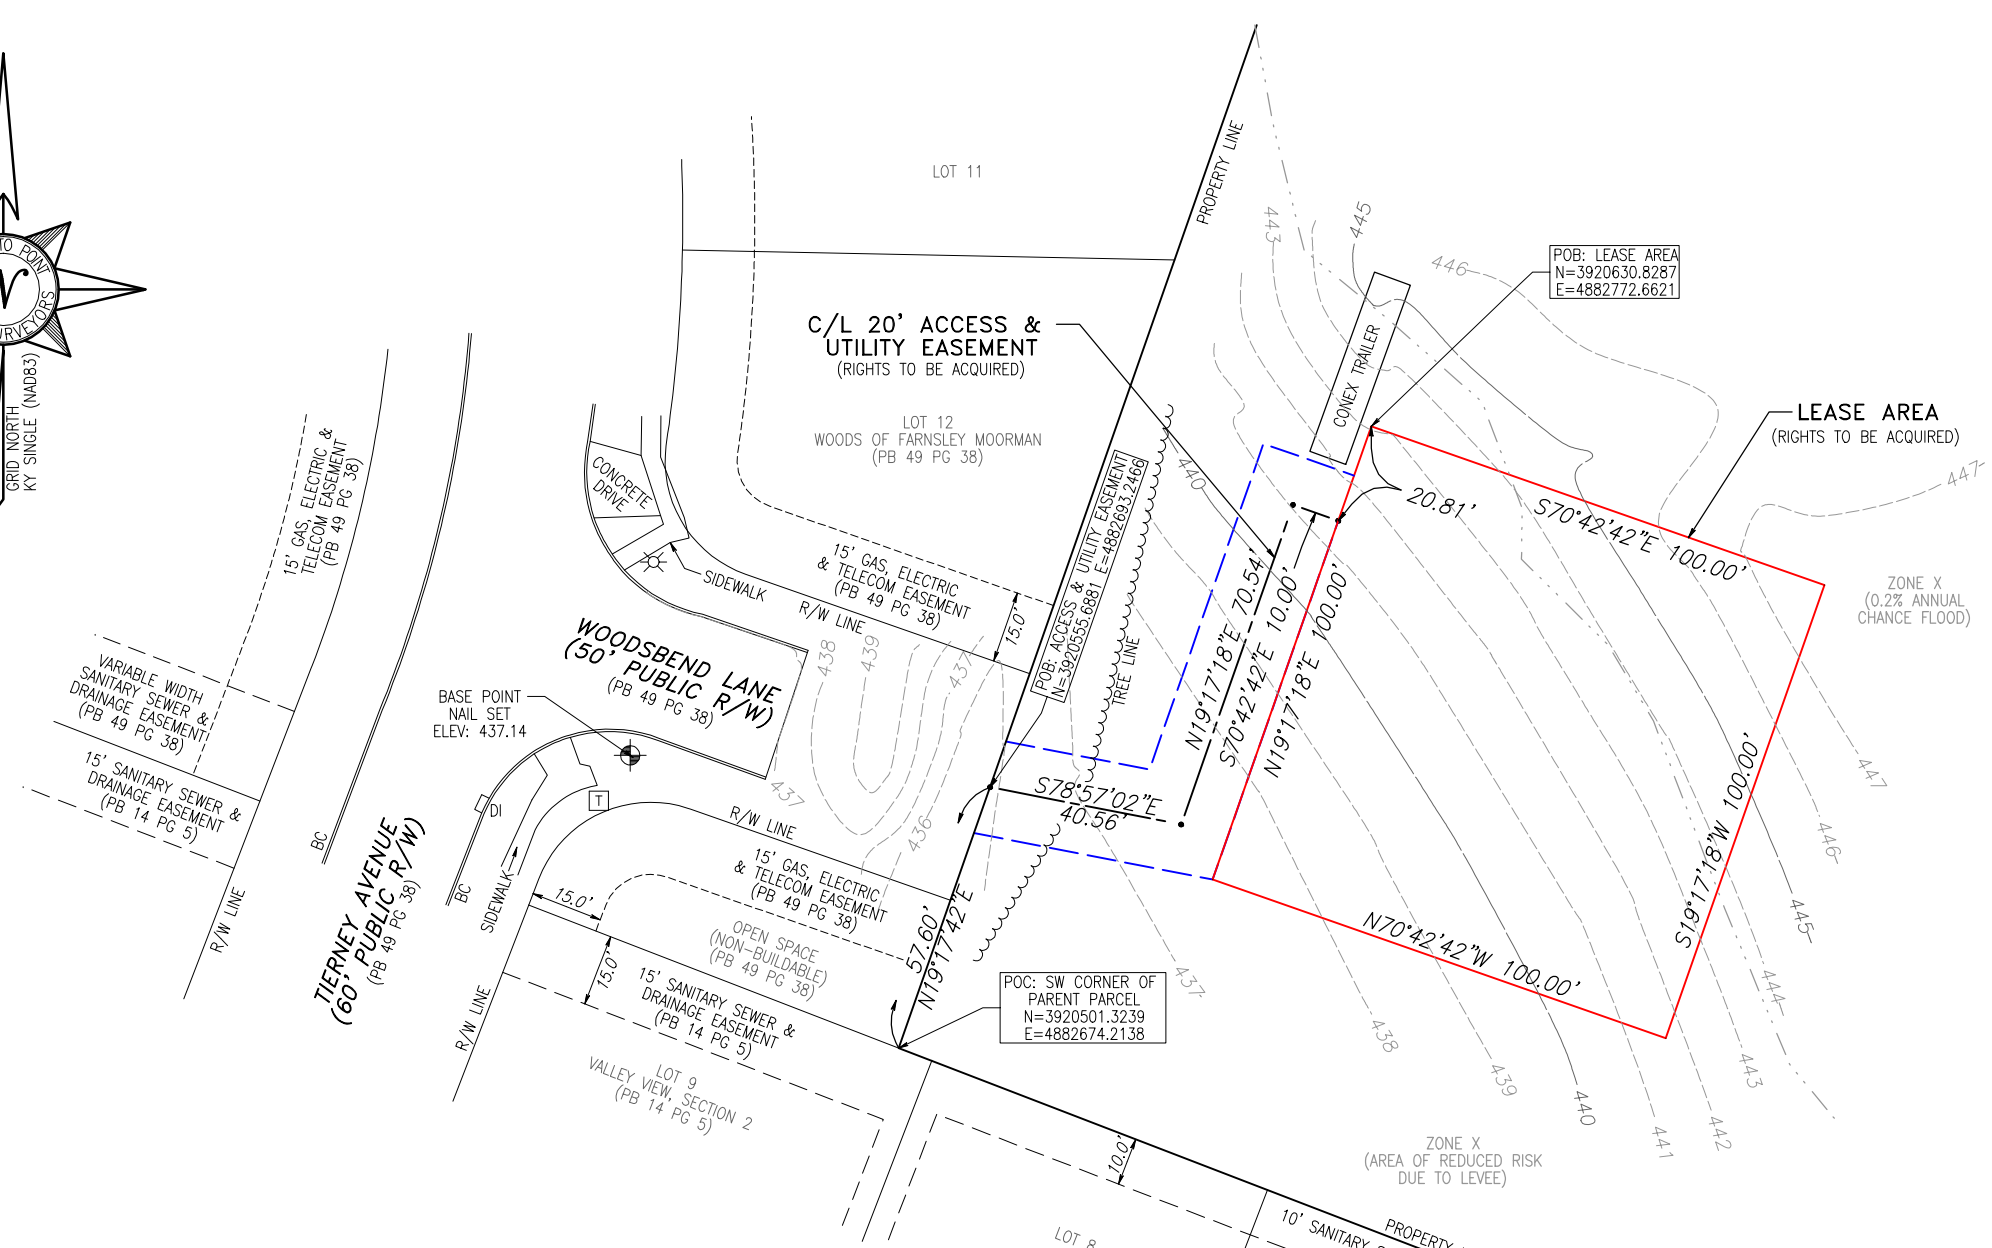 TO POINT
SURVEYORS
N
GRID NORTH
KY SINGLE (NAD83)
LOT 11
PROPERTY LINE
443
445
446
POB: LEASE AREA
N=3920630.8287
E=4882772.6621
C/L 20' ACCESS &
UTILITY EASEMENT
(RIGHTS TO BE ACQUIRED)
CONEX TRAILER
LEASE AREA
(RIGHTS TO BE ACQUIRED)
LOT 12
WOODS OF FARNSLEY MOORMAN
(PB 49 PG 38)
15' GAS, ELECTRIC &
TELECOM EASEMENT
(PB 49 PG 38)
CONCRETE
DRIVE
SIDEWALK
15' GAS, ELECTRIC
& TELECOM EASEMENT
(PB 49 PG 38)
R/W LINE
15.0'
POB: ACCESS & UTILITY EASEMENT
N=3920555.6881 E=4882693.2466
TREE LINE
440
20.81'
S70°42'42"E 100.00'
447
ZONE X
(0.2% ANNUAL
CHANCE FLOOD)
N19°17'18"E 70.54'
S70°42'42"E 10.00'
N19°17'18"E 100.00'
WOODSBEND LANE
(50' PUBLIC R/W)
(PB 49 PG 38)
438
439
437
VARIABLE WIDTH
SANITARY SEWER &
DRAINAGE EASEMENT
(PB 49 PG 38)
BASE POINT
NAIL SET
ELEV: 437.14
15' SANITARY SEWER &
DRAINAGE EASEMENT
(PB 14 PG 5)
437
436
S78°57'02"E
40.56'
S19°17'18"W 100.00'
447
446
445
444
T
DI
BC
BC
R/W LINE
TIERNEY AVENUE
(60' PUBLIC R/W)
(PB 49 PG 38)
SIDEWALK
R/W LINE
15' GAS, ELECTRIC
& TELECOM EASEMENT
(PB 49 PG 38)
15.0'
15.0'
OPEN SPACE
(NON-BUILDABLE)
(PB 49 PG 38)
57.60'
N19°17'42"E
N70°42'42"W 100.00'
437
R/W LINE
15' SANITARY SEWER &
DRAINAGE EASEMENT
(PB 14 PG 5)
POC: SW CORNER OF
PARENT PARCEL
N=3920501.3239
E=4882674.2138
438
439
440
441
442
443
LOT 9
VALLEY VIEW, SECTION 2
(PB 14 PG 5)
10.0'
ZONE X
(AREA OF REDUCED RISK
DUE TO LEVEE)
LOT 8
10' SANITARY
PROPERTY